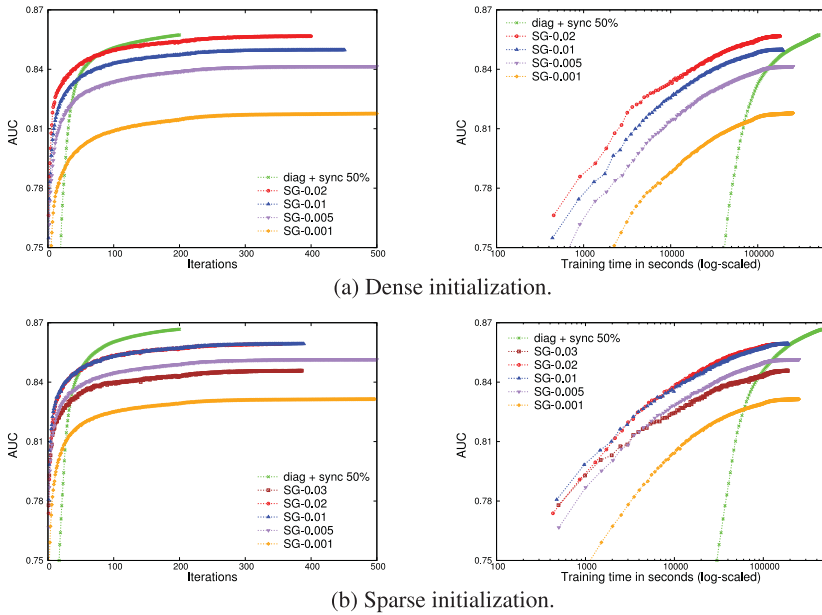 0.87
0.84
0.81
0.78
0.75
AUC
0
100
200
300
400
500
Iterations
diag + sync 50%
SG-0.02
SG-0.01
SG-0.005
SG-0.001
0.87
0.84
0.81
0.78
0.75
AUC
100
1000
10000
100000
Training time in seconds (log-scaled)
diag + sync 50%
SG-0.02
SG-0.01
SG-0.005
SG-0.001
(a) Dense initialization.
0.87
0.84
0.81
0.78
0.75
AUC
0
100
200
300
400
500
Iterations
diag + sync 50%
SG-0.03
SG-0.02
SG-0.01
SG-0.005
SG-0.001
0.87
0.84
0.81
0.78
0.75
AUC
100
1000
10000
100000
Training time in seconds (log-scaled)
diag + sync 50%
SG-0.03
SG-0.02
SG-0.01
SG-0.005
SG-0.001
(b) Sparse initialization.